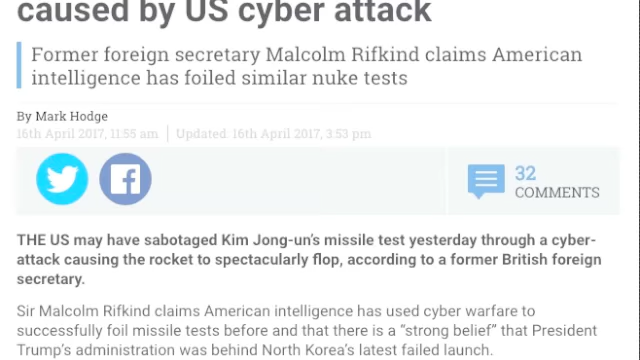 caused by US cyber attack
Former foreign secretary Malcolm Rifkind claims American
intelligence has foiled similar nuke tests
By Mark Hodge
16th April 2017, 11:55 am | Updated: 16th April 2017, 3:53 pm
32
COMMENTS
THE US may have sabotaged Kim Jong-un's missile test yesterday through a cyber-
attack causing the rocket to spectacularly flop, according to a former British foreign
secretary.
Sir Malcolm Rifkind claims American intelligence has used cyber warfare to
successfully foil missile tests before and that there is a “strong belief” that President
Trump's administration was behind North Korea's latest failed launch.